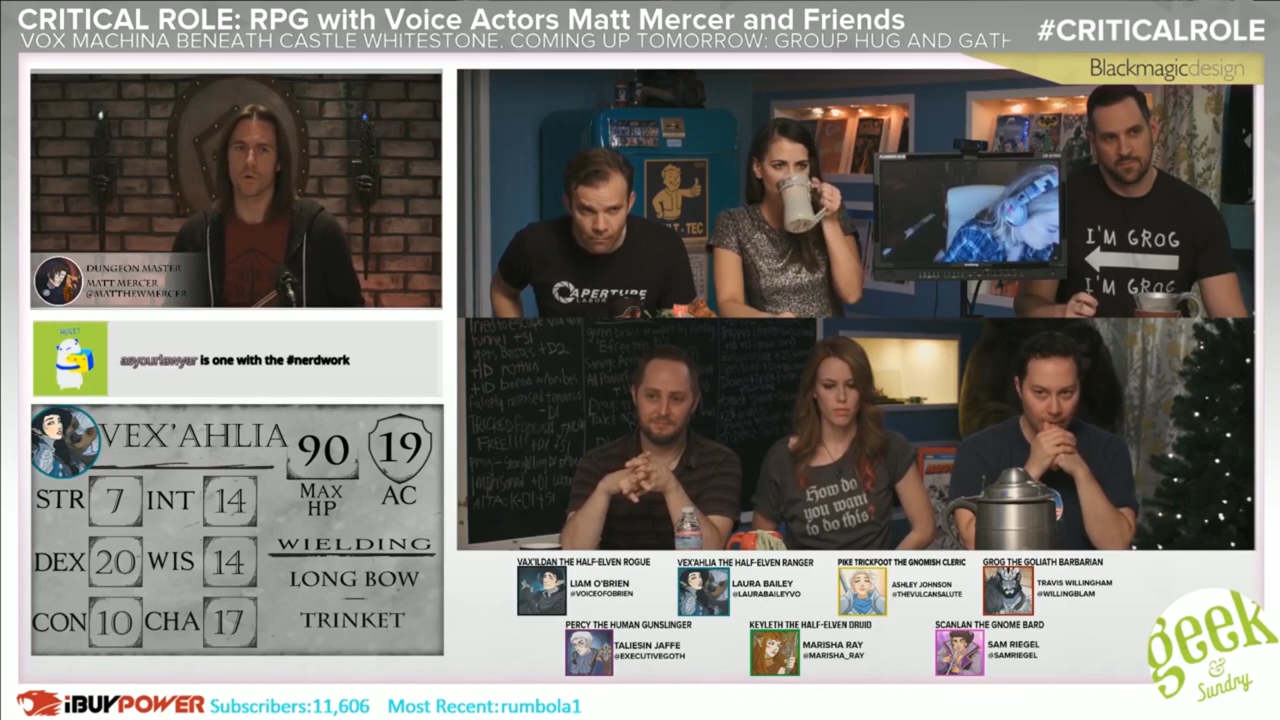 CRITICAL ROLE: RPG with Voice Actors Matt Mercer and Friends
VOX MACHINA BENEATH CASTLE WHITESTONE. COMING UP TOMORROW: GROUP HUG AND GATH
#CRITICALROLE
Blackmagicdesign
DUNGEON MASTER
MATT MERCER
@MATTHEWMERCER
HUGS?
asyourlawyer is one with the #nerdwork
VEX'AHLIA
90
MAX HP
19
AC
STR 7 INT 14
DEX 20 WIS 14
CON 10 CHA 17
WIELDING
LONG BOW
TRINKET
APERTURE
I'M GROG
I'M GROG
How do
you want
to do this?
VAX'ILDAN THE HALF-ELVEN ROGUE
LIAM O'BRIEN
@VOICEOFOBRIEN
VEX'AHLIA THE HALF-ELVEN RANGER
LAURA BAILEY
@LAURABAILEYVO
PIKE TRICKFOOT THE GNOMISH CLERIC
ASHLEY JOHNSON
@THEVULCANSALUTE
GROG THE GOLIATH BARBARIAN
TRAVIS WILLINGHAM
@WILLINGBLAM
PERCY THE HUMAN GUNSLINGER
TALIESIN JAFFE
@EXECUTIVEGOTH
KEYLETH THE HALF-ELVEN DRUID
MARISHA RAY
@MARISHA_RAY
SCANLAN THE GNOME BARD
SAM RIEGEL
@SAMRIEGEL
geek
&
Sundry
iBUYPOWER
Subscribers:11,606 Most Recent:rumbola1